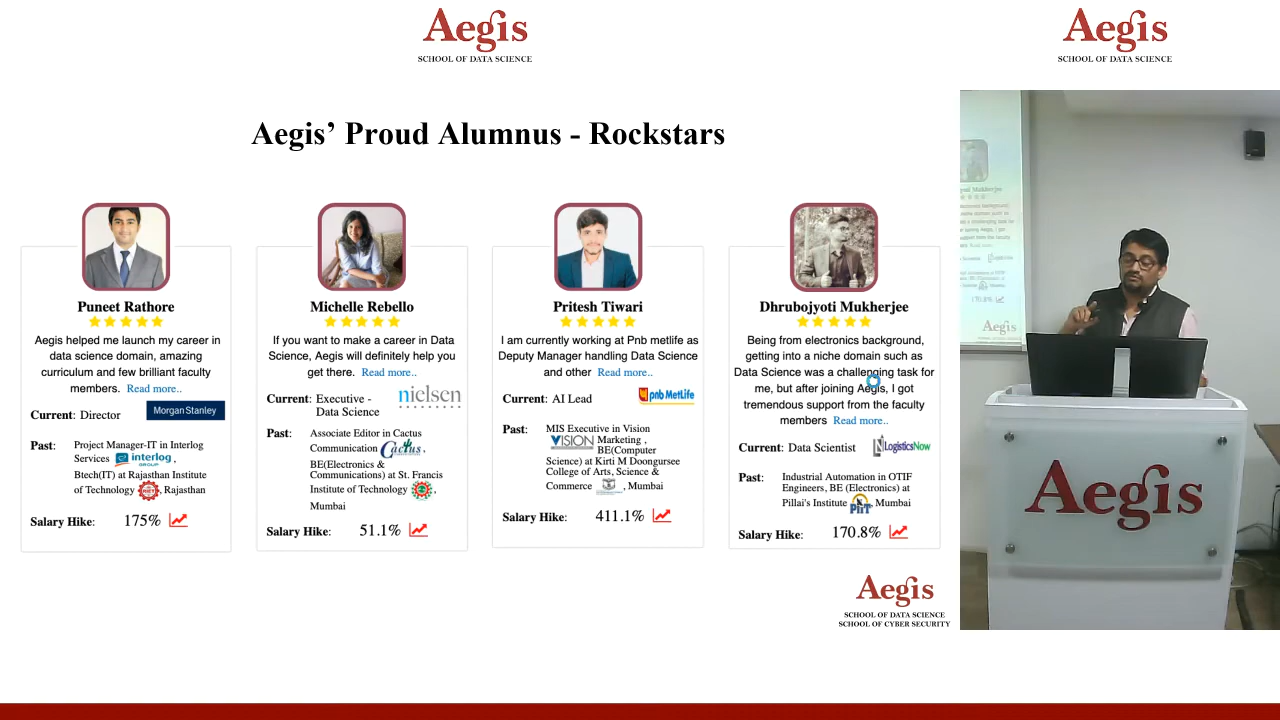 Aegis
SCHOOL OF DATA SCIENCE
Aegis
SCHOOL OF DATA SCIENCE
Aegis’ Proud Alumnus - Rockstars
Puneet Rathore
Aegis helped me launch my career in
data science domain, amazing
curriculum and few brilliant faculty
members. Read more..
Current: Director
Morgan Stanley
Past: Project Manager-IT in Interlog
Services interlog GROUP ,
Btech(IT) at Rajasthan Institute
of Technology , Rajasthan
Salary Hike: 175%
Michelle Rebello
If you want to make a career in Data
Science, Aegis will definitely help you
get there. Read more..
Current: Executive -
Data Science
nielsen
Past: Associate Editor in Cactus
Communication Cactus ,
BE(Electronics &
Communications) at St. Francis
Institute of Technology ,
Mumbai
Salary Hike: 51.1%
Pritesh Tiwari
I am currently working at Pnb metlife as
Deputy Manager handling Data Science
and other Read more..
Current: AI Lead
pnb MetLife
Past: MIS Executive in Vision
VISION Marketing ,
BE(Computer
Science) at Kirti M Doongursee
College of Arts, Science &
Commerce , Mumbai
Salary Hike: 411.1%
Dhrubojyoti Mukherjee
Being from electronics background,
getting into a niche domain such as
Data Science was a challenging task for
me, but after joining Aegis, I got
tremendous support from the faculty
members Read more..
Current: Data Scientist
LogisticsNow
Past: Industrial Automation in OTIF
Engineers, BE (Electronics) at
Pillai's Institute PiiT , Mumbai
Salary Hike: 170.8%
Aegis
SCHOOL OF DATA SCIENCE
SCHOOL OF CYBER SECURITY
170.8%
Aegis
Aegis